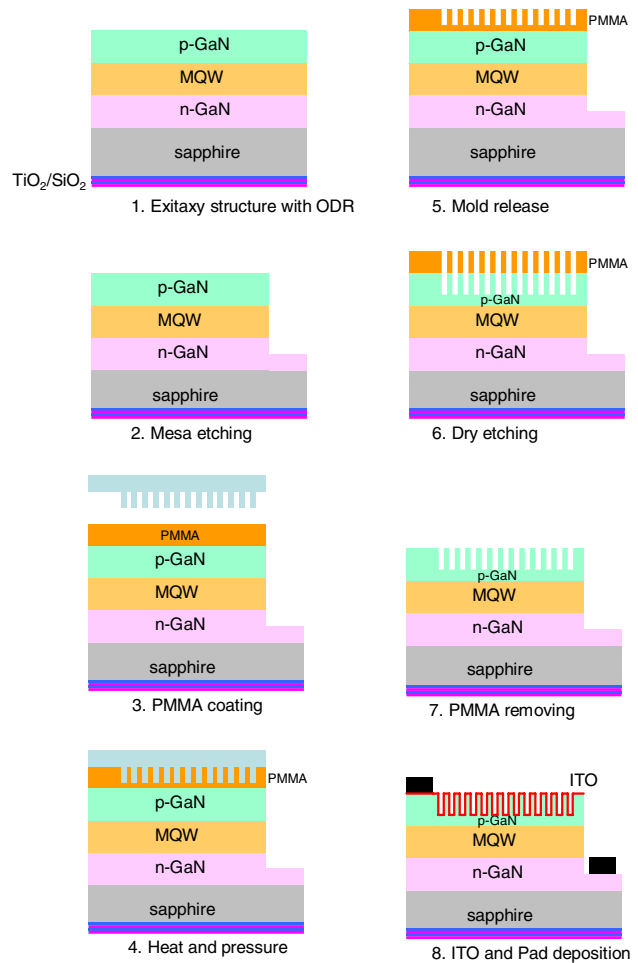 p-GaN
MQW
n-GaN
sapphire
TiO₂/SiO₂
1. Exitaxy structure with ODR
p-GaN
MQW
n-GaN
sapphire
2. Mesa etching
PMMA
p-GaN
MQW
n-GaN
sapphire
3. PMMA coating
PMMA
p-GaN
MQW
n-GaN
sapphire
4. Heat and pressure
PMMA
p-GaN
MQW
n-GaN
sapphire
5. Mold release
PMMA
p-GaN
MQW
n-GaN
sapphire
6. Dry etching
p-GaN
MQW
n-GaN
sapphire
7. PMMA removing
ITO
p-GaN
MQW
n-GaN
sapphire
8. ITO and Pad deposition